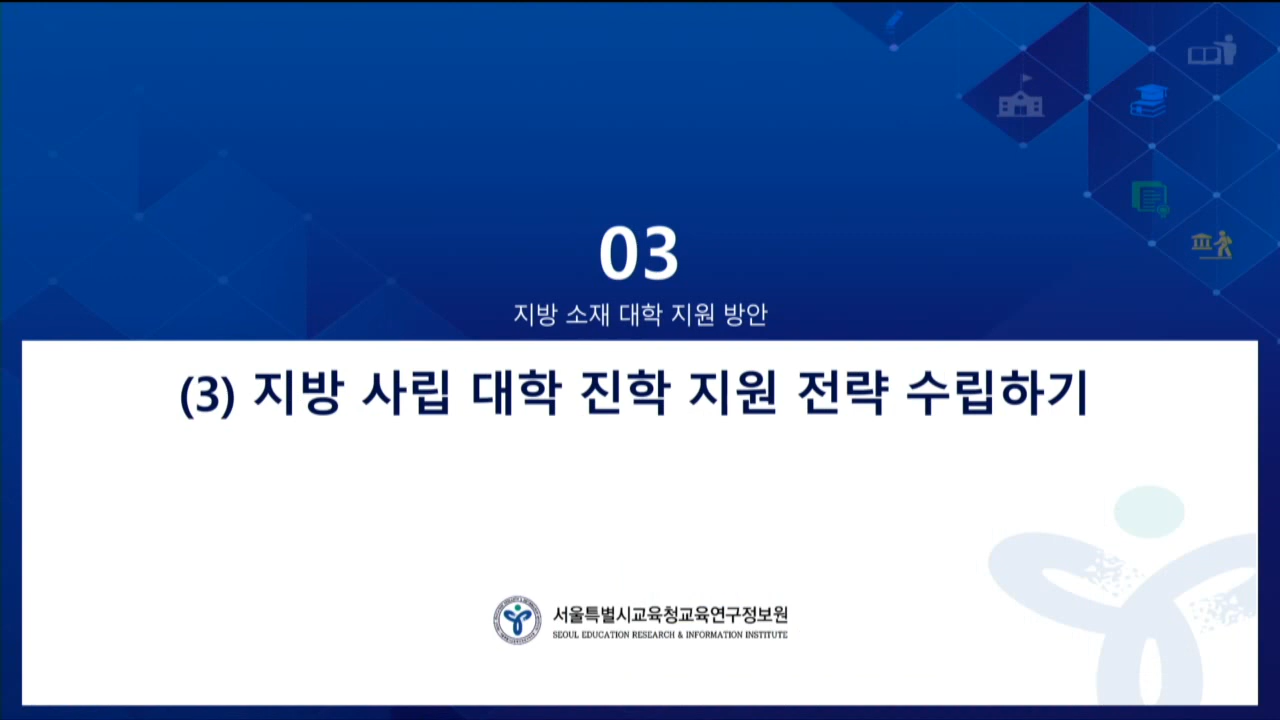 03
지방 소재 대학 지원 방안
(3) 지방 사립 대학 진학 지원 전략 수립하기
서울특별시교육청교육연구정보원
SEOUL EDUCATION RESEARCH & INFORMATION INSTITUTE